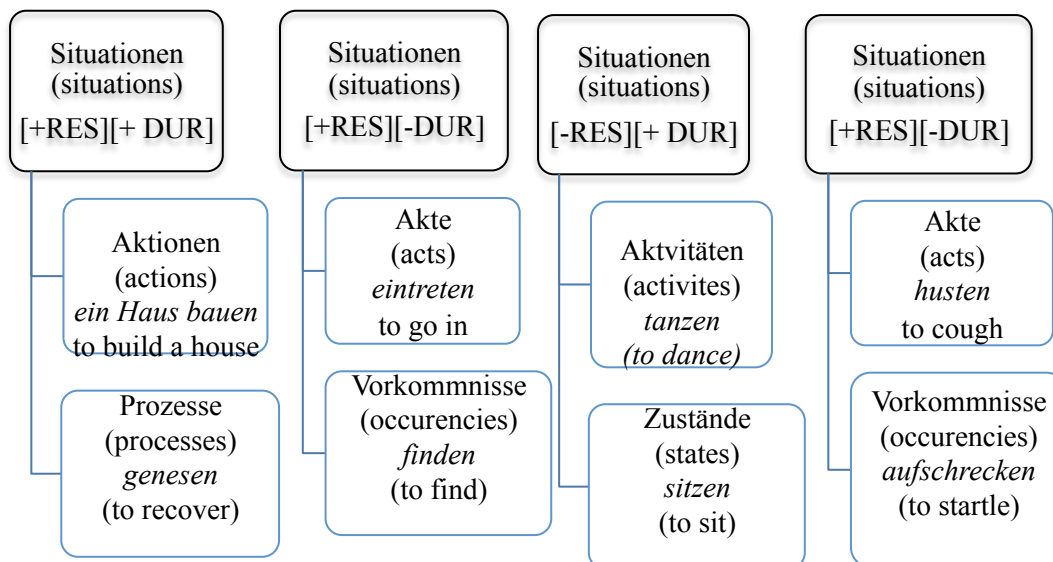 Situationen
(situations)
[+RES][+ DUR]
Aktionen
(actions)
ein Haus bauen
to build a house
Prozesse
(processes)
genesen
(to recover)
Situationen
(situations)
[+RES][-DUR]
Akte
(acts)
eintreten
to go in
Vorkommnisse
(occurencies)
finden
(to find)
Situationen
(situations)
[-RES][+ DUR]
Aktvitäten
(activites)
tanzen
(to dance)
Zustände
(states)
sitzen
(to sit)
Situationen
(situations)
[+RES][-DUR]
Akte
(acts)
husten
to cough
Vorkommnisse
(occurencies)
aufschrecken
(to startle)